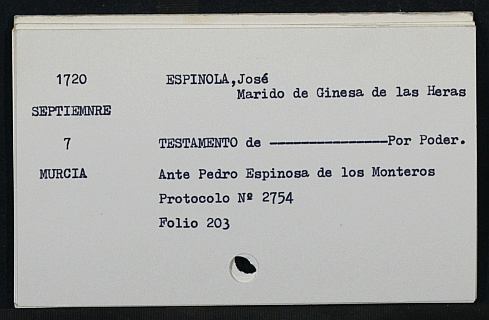 1720 ESPINOLA,José
Marido de Ginesa de las Heras
SEPTIEMNRE
7 TESTAMENTO de ---------------Por Poder.
MURCIA Ante Pedro Espinosa de los Monteros
Protocolo Nº 2754
Folio 203